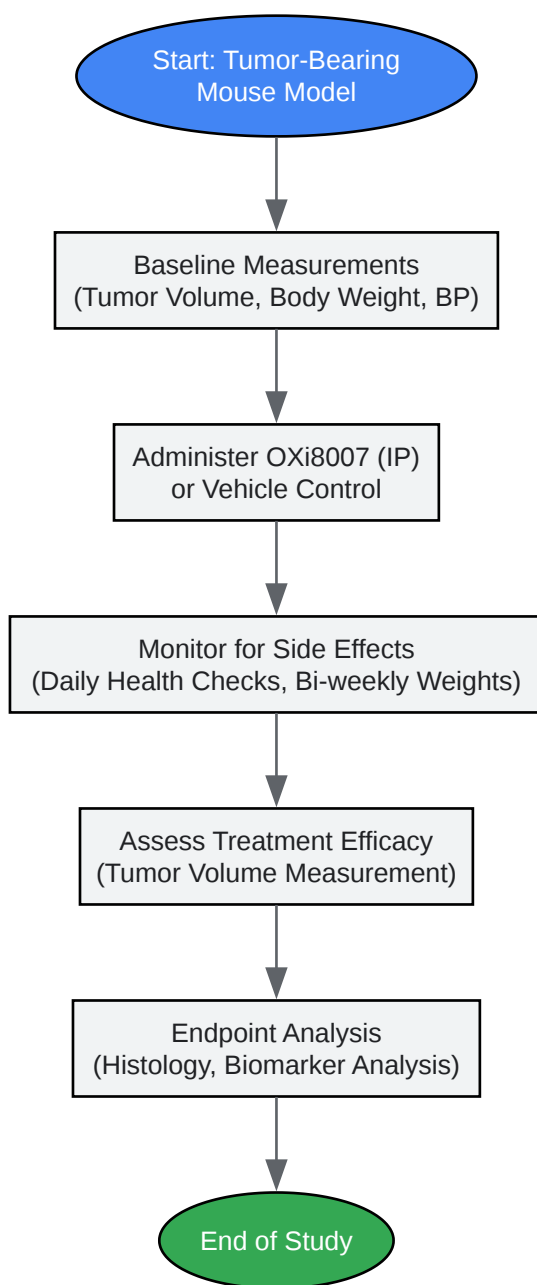 Start: Tumor-Bearing
Mouse Model
Baseline Measurements
(Tumor Volume, Body Weight, BP)
Administer OXi8007 (IP)
or Vehicle Control
Monitor for Side Effects
(Daily Health Checks, Bi-weekly Weights)
Assess Treatment Efficacy
(Tumor Volume Measurement)
Endpoint Analysis
(Histology, Biomarker Analysis)
End of Study